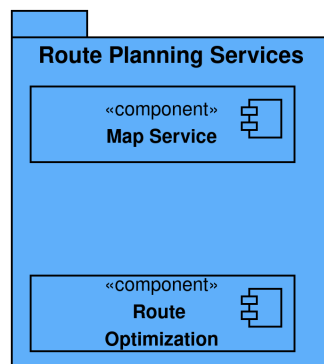 Route Planning Services
«component»
Map Service
«component»
Route
Optimization